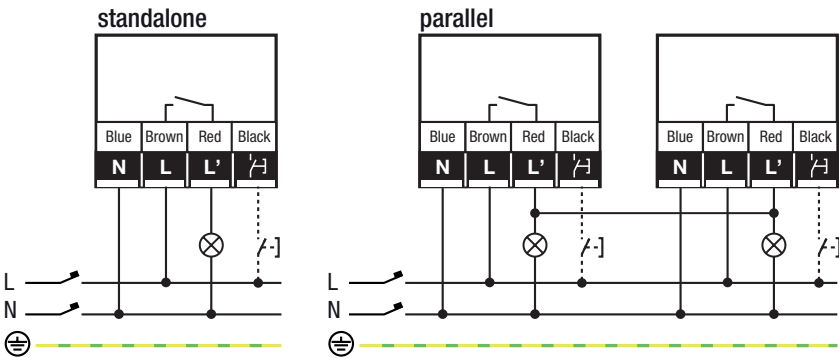 standalone parallel
Blue Brown Red Black Blue Brown Red Black Blue Brown Red Black
N L L’ N L L’ N L L’
L L
N N